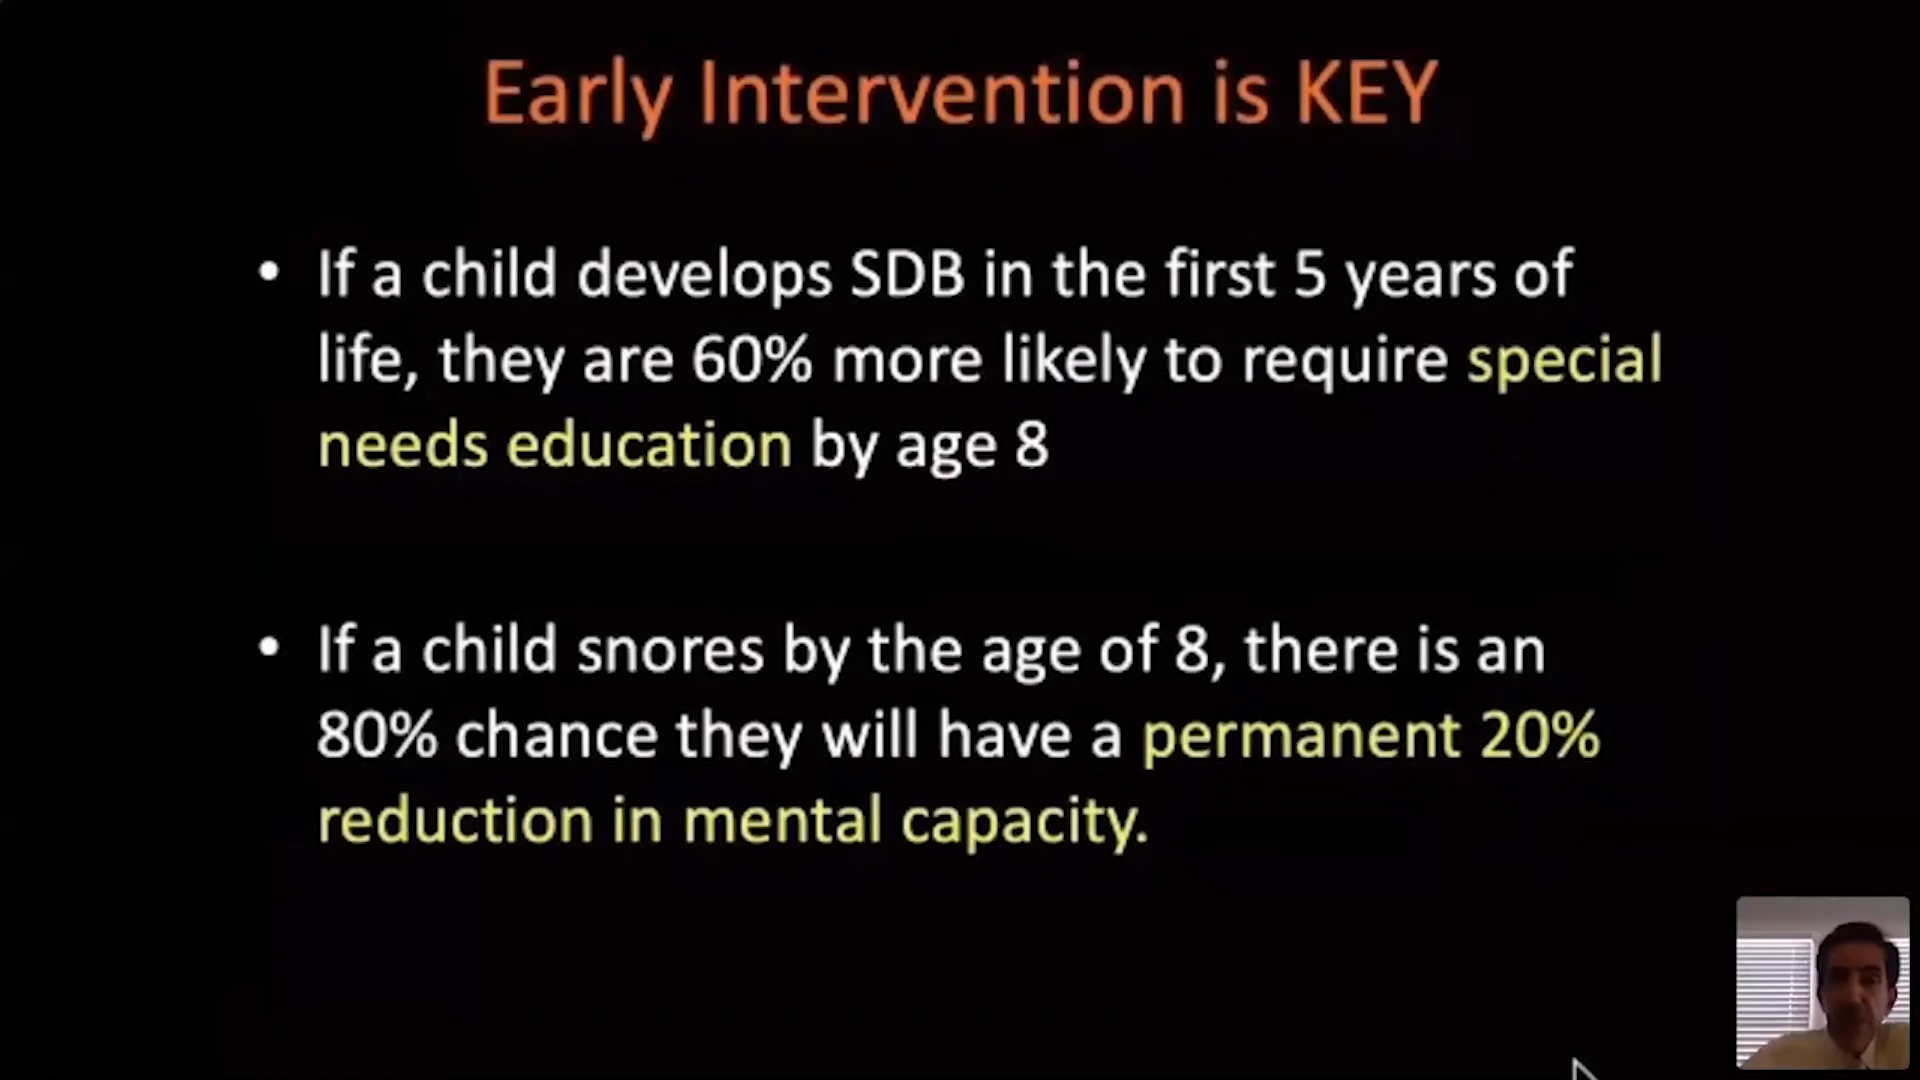 Early Intervention is KEY
• If a child develops SDB in the first 5 years of
life, they are 60% more likely to require special
needs education by age 8
• If a child snores by the age of 8, there is an
80% chance they will have a permanent 20%
reduction in mental capacity.